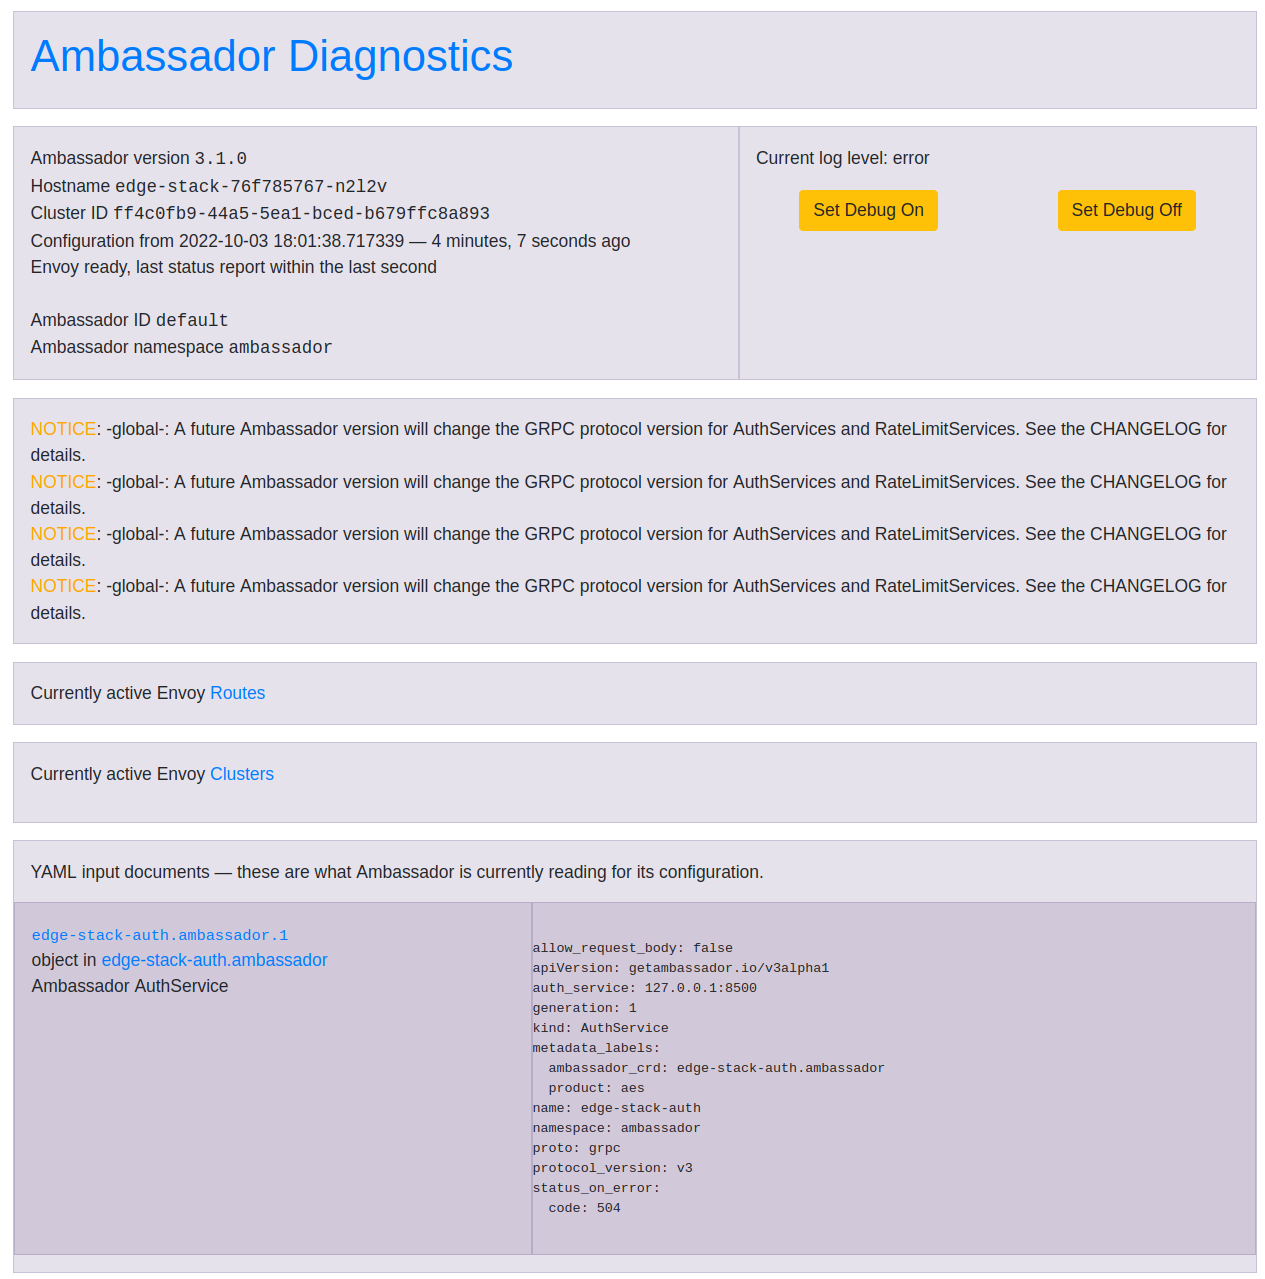 Ambassador Diagnostics
Ambassador version 3.1.0
Hostname edge-stack-76f785767-n2l2v
Cluster ID ff4c0fb9-44a5-5ea1-bced-b679ffc8a893
Configuration from 2022-10-03 18:01:38.717339 — 4 minutes, 7 seconds ago
Envoy ready, last status report within the last second
Ambassador ID default
Ambassador namespace ambassador
Current log level: error
Set Debug On
Set Debug Off
NOTICE: -global-: A future Ambassador version will change the GRPC protocol version for AuthServices and RateLimitServices. See the CHANGELOG for
details.
NOTICE: -global-: A future Ambassador version will change the GRPC protocol version for AuthServices and RateLimitServices. See the CHANGELOG for
details.
NOTICE: -global-: A future Ambassador version will change the GRPC protocol version for AuthServices and RateLimitServices. See the CHANGELOG for
details.
NOTICE: -global-: A future Ambassador version will change the GRPC protocol version for AuthServices and RateLimitServices. See the CHANGELOG for
details.
Currently active Envoy Routes
Currently active Envoy Clusters
YAML input documents — these are what Ambassador is currently reading for its configuration.
edge-stack-auth.ambassador.1
object in edge-stack-auth.ambassador
Ambassador AuthService
allow_request_body: false
apiVersion: getambassador.io/v3alpha1
auth_service: 127.0.0.1:8500
generation: 1
kind: AuthService
metadata_labels:
  ambassador_crd: edge-stack-auth.ambassador
  product: aes
name: edge-stack-auth
namespace: ambassador
proto: grpc
protocol_version: v3
status_on_error:
  code: 504